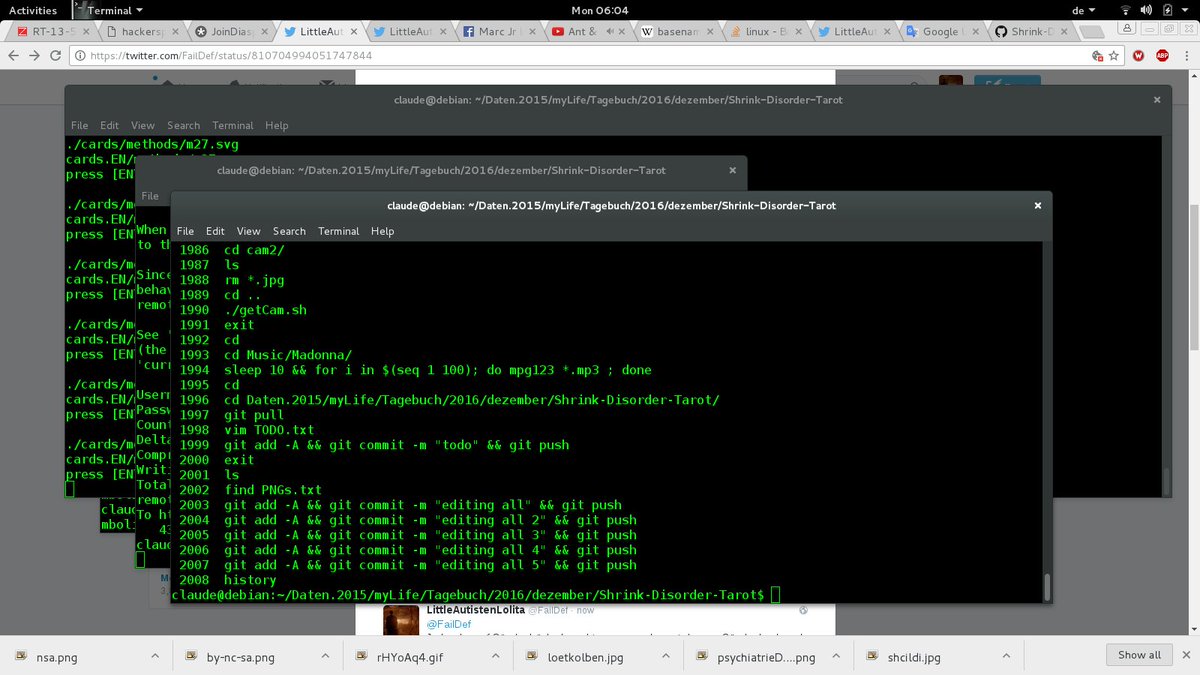 Activities Terminal Mon 06:04 de
RT-13-5 hackersp JoinDiasp LittleAut LittleAut Marc Jr Ant & basenam linux - B LittleAut Google Shrink-D
https://twitter.com/FailDef/status/810704994051747844
claude@debian: ~/Daten.2015/myLife/Tagebuch/2016/dezember/Shrink-Disorder-Tarot
File Edit View Search Terminal Help
./cards/methods/m27.svg
cards.EN/
press [EN
./cards/m
cards.EN/
press [EN
./cards/m
cards.EN/
press [EN
./cards/m
cards.EN/
press [EN
./cards/m
cards.EN/
press [EN
./cards/m
cards.EN/
press [EN
claude@debian: ~/Daten.2015/myLife/Tagebuch/2016/dezember/Shrink-Disorder-Tarot
File
When
to th
Since
behav
remot
See '
(the
'curr
Usern
Passw
Count
Delta
Compr
Writi
Total
remot
To ht
43
claud
claud
mboli
claude@debian: ~/Daten.2015/myLife/Tagebuch/2016/dezember/Shrink-Disorder-Tarot
File Edit View Search Terminal Help
1986 cd cam2/
1987 ls
1988 rm *.jpg
1989 cd ..
1990 ./getCam.sh
1991 exit
1992 cd
1993 cd Music/Madonna/
1994 sleep 10 && for i in $(seq 1 100); do mpg123 *.mp3 ; done
1995 cd
1996 cd Daten.2015/myLife/Tagebuch/2016/dezember/Shrink-Disorder-Tarot/
1997 git pull
1998 vim TODO.txt
1999 git add -A && git commit -m "todo" && git push
2000 exit
2001 ls
2002 find PNGs.txt
2003 git add -A && git commit -m "editing all" && git push
2004 git add -A && git commit -m "editing all 2" && git push
2005 git add -A && git commit -m "editing all 3" && git push
2006 git add -A && git commit -m "editing all 4" && git push
2007 git add -A && git commit -m "editing all 5" && git push
2008 history
claude@debian:~/Daten.2015/myLife/Tagebuch/2016/dezember/Shrink-Disorder-Tarot$
LittleAutistenLolita @FailDef · now
@FailDef
nsa.png by-nc-sa.png rHYoAq4.gif loetkolben.jpg psychiatrieD....png shcildi.jpg Show all